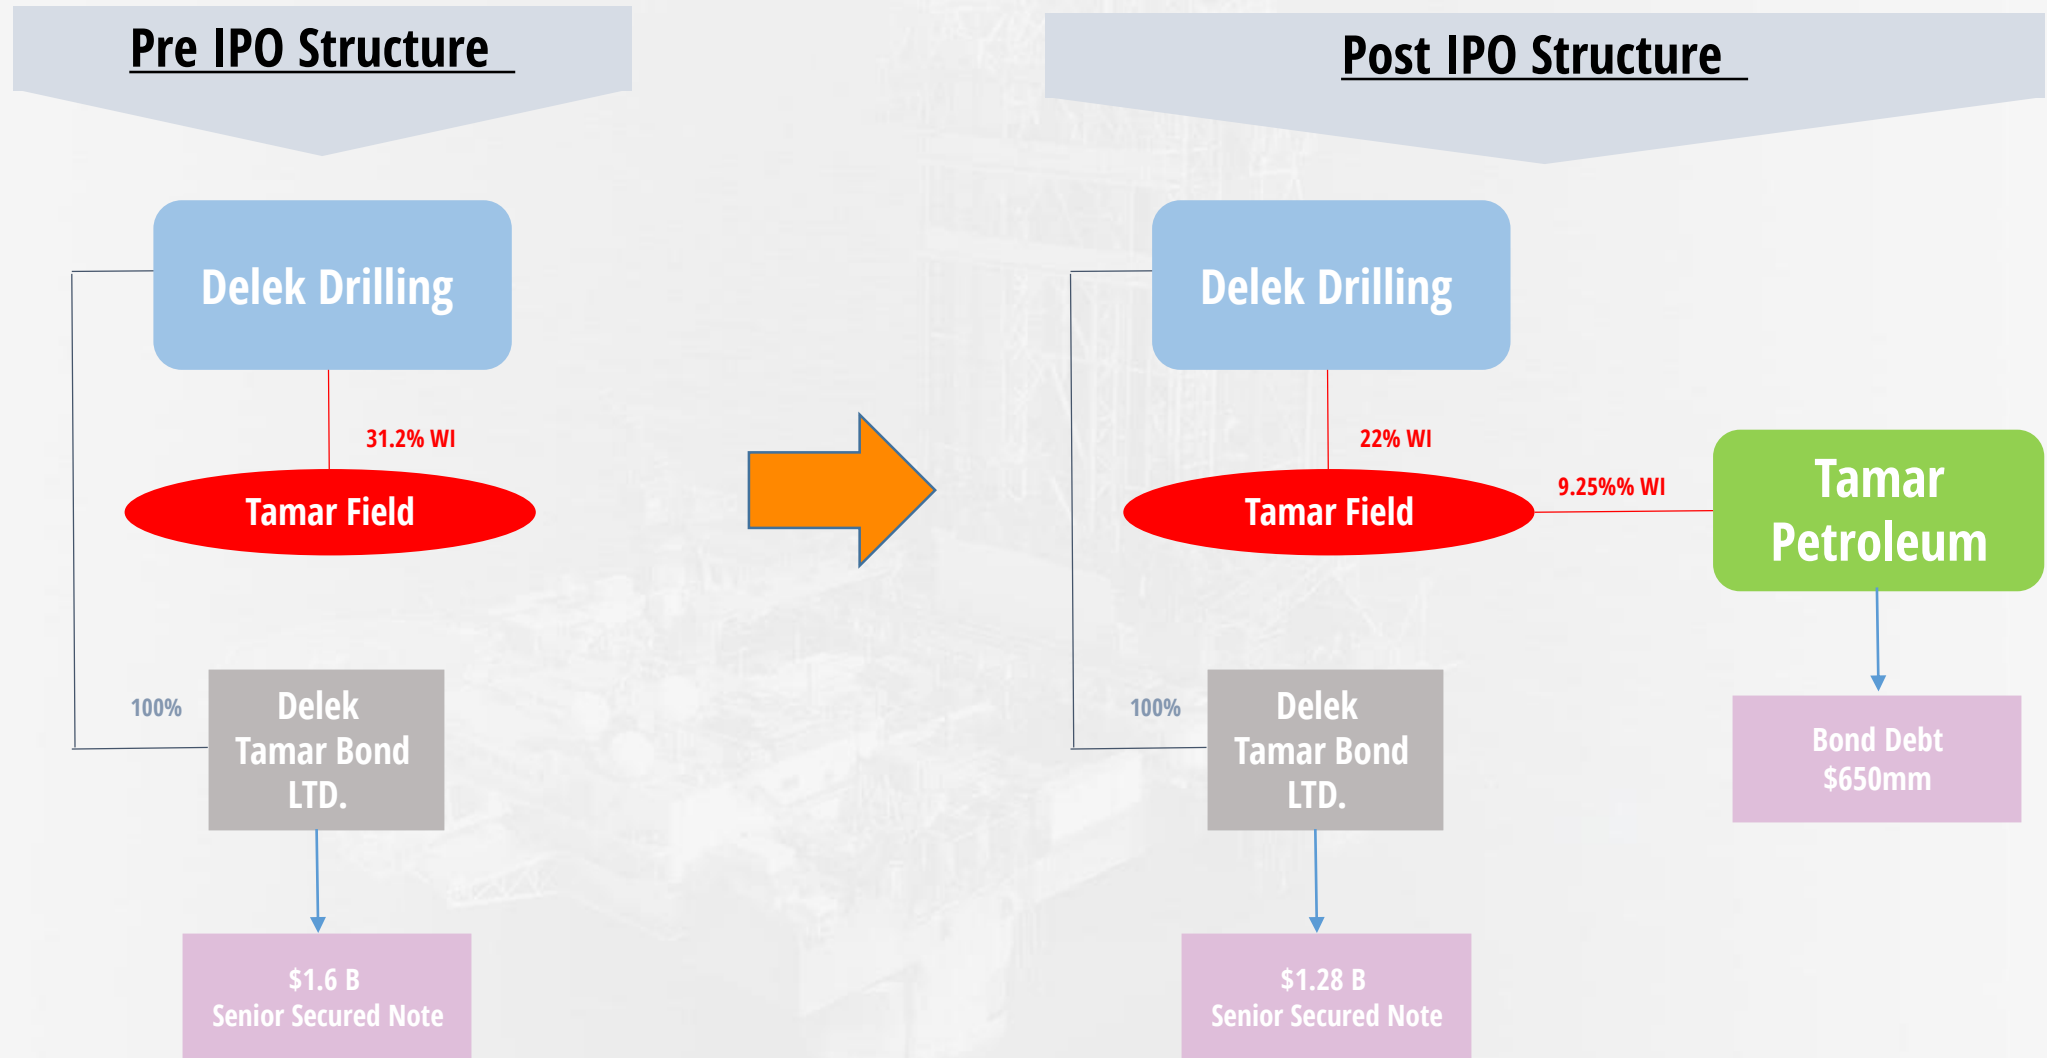 Pre IPO Structure
Delek Drilling
31.2% WI
Tamar Field
100%
Delek
Tamar Bond
LTD.
$1.6 B
Senior Secured Note
Post IPO Structure
Delek Drilling
22% WI
Tamar Field
9.25%% WI
Tamar
Petroleum
100%
Delek
Tamar Bond
LTD.
Bond Debt
$650mm
$1.28 B
Senior Secured Note